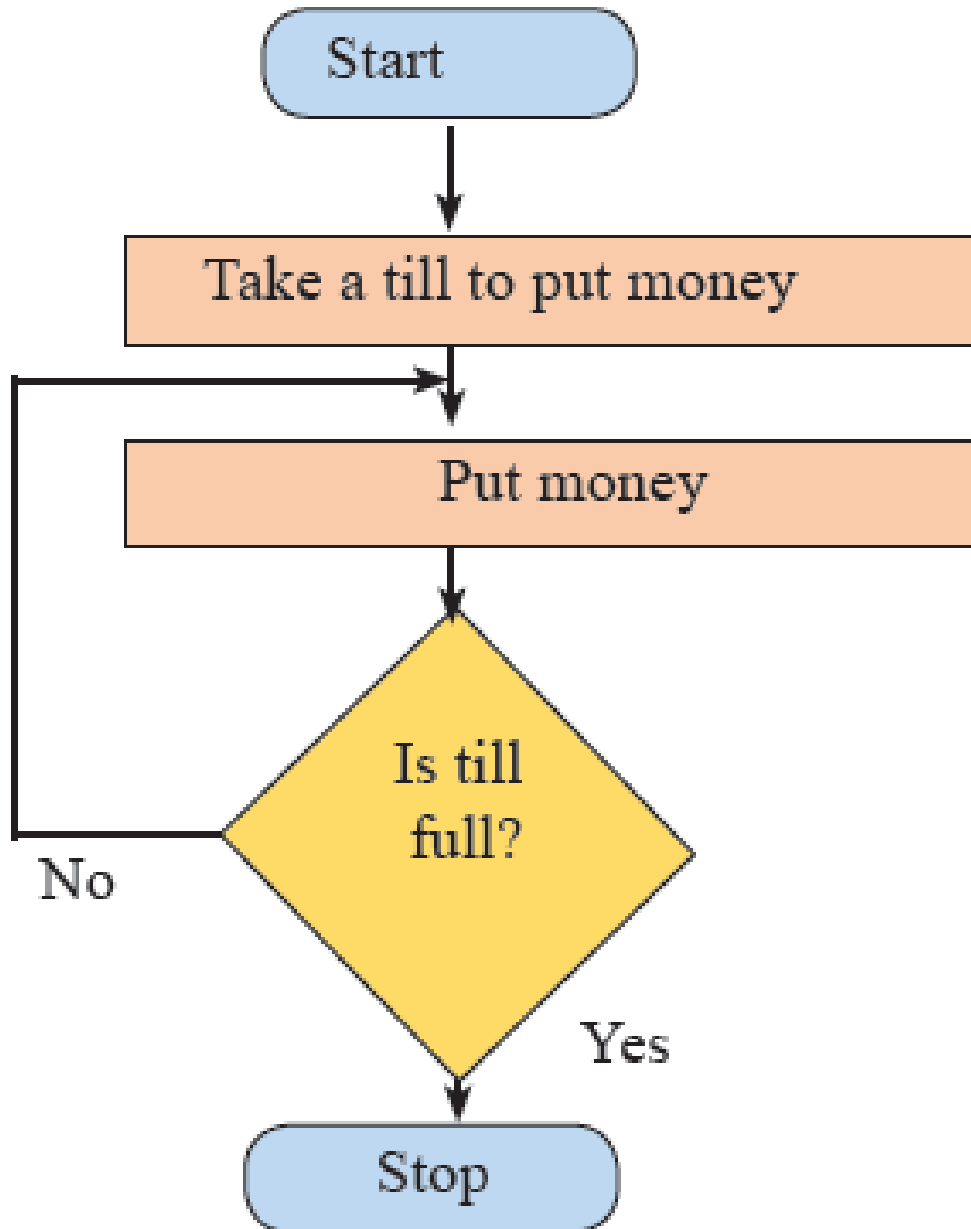 Start
Take a till to put money
Put money
Is till
full?
No
Yes
Stop